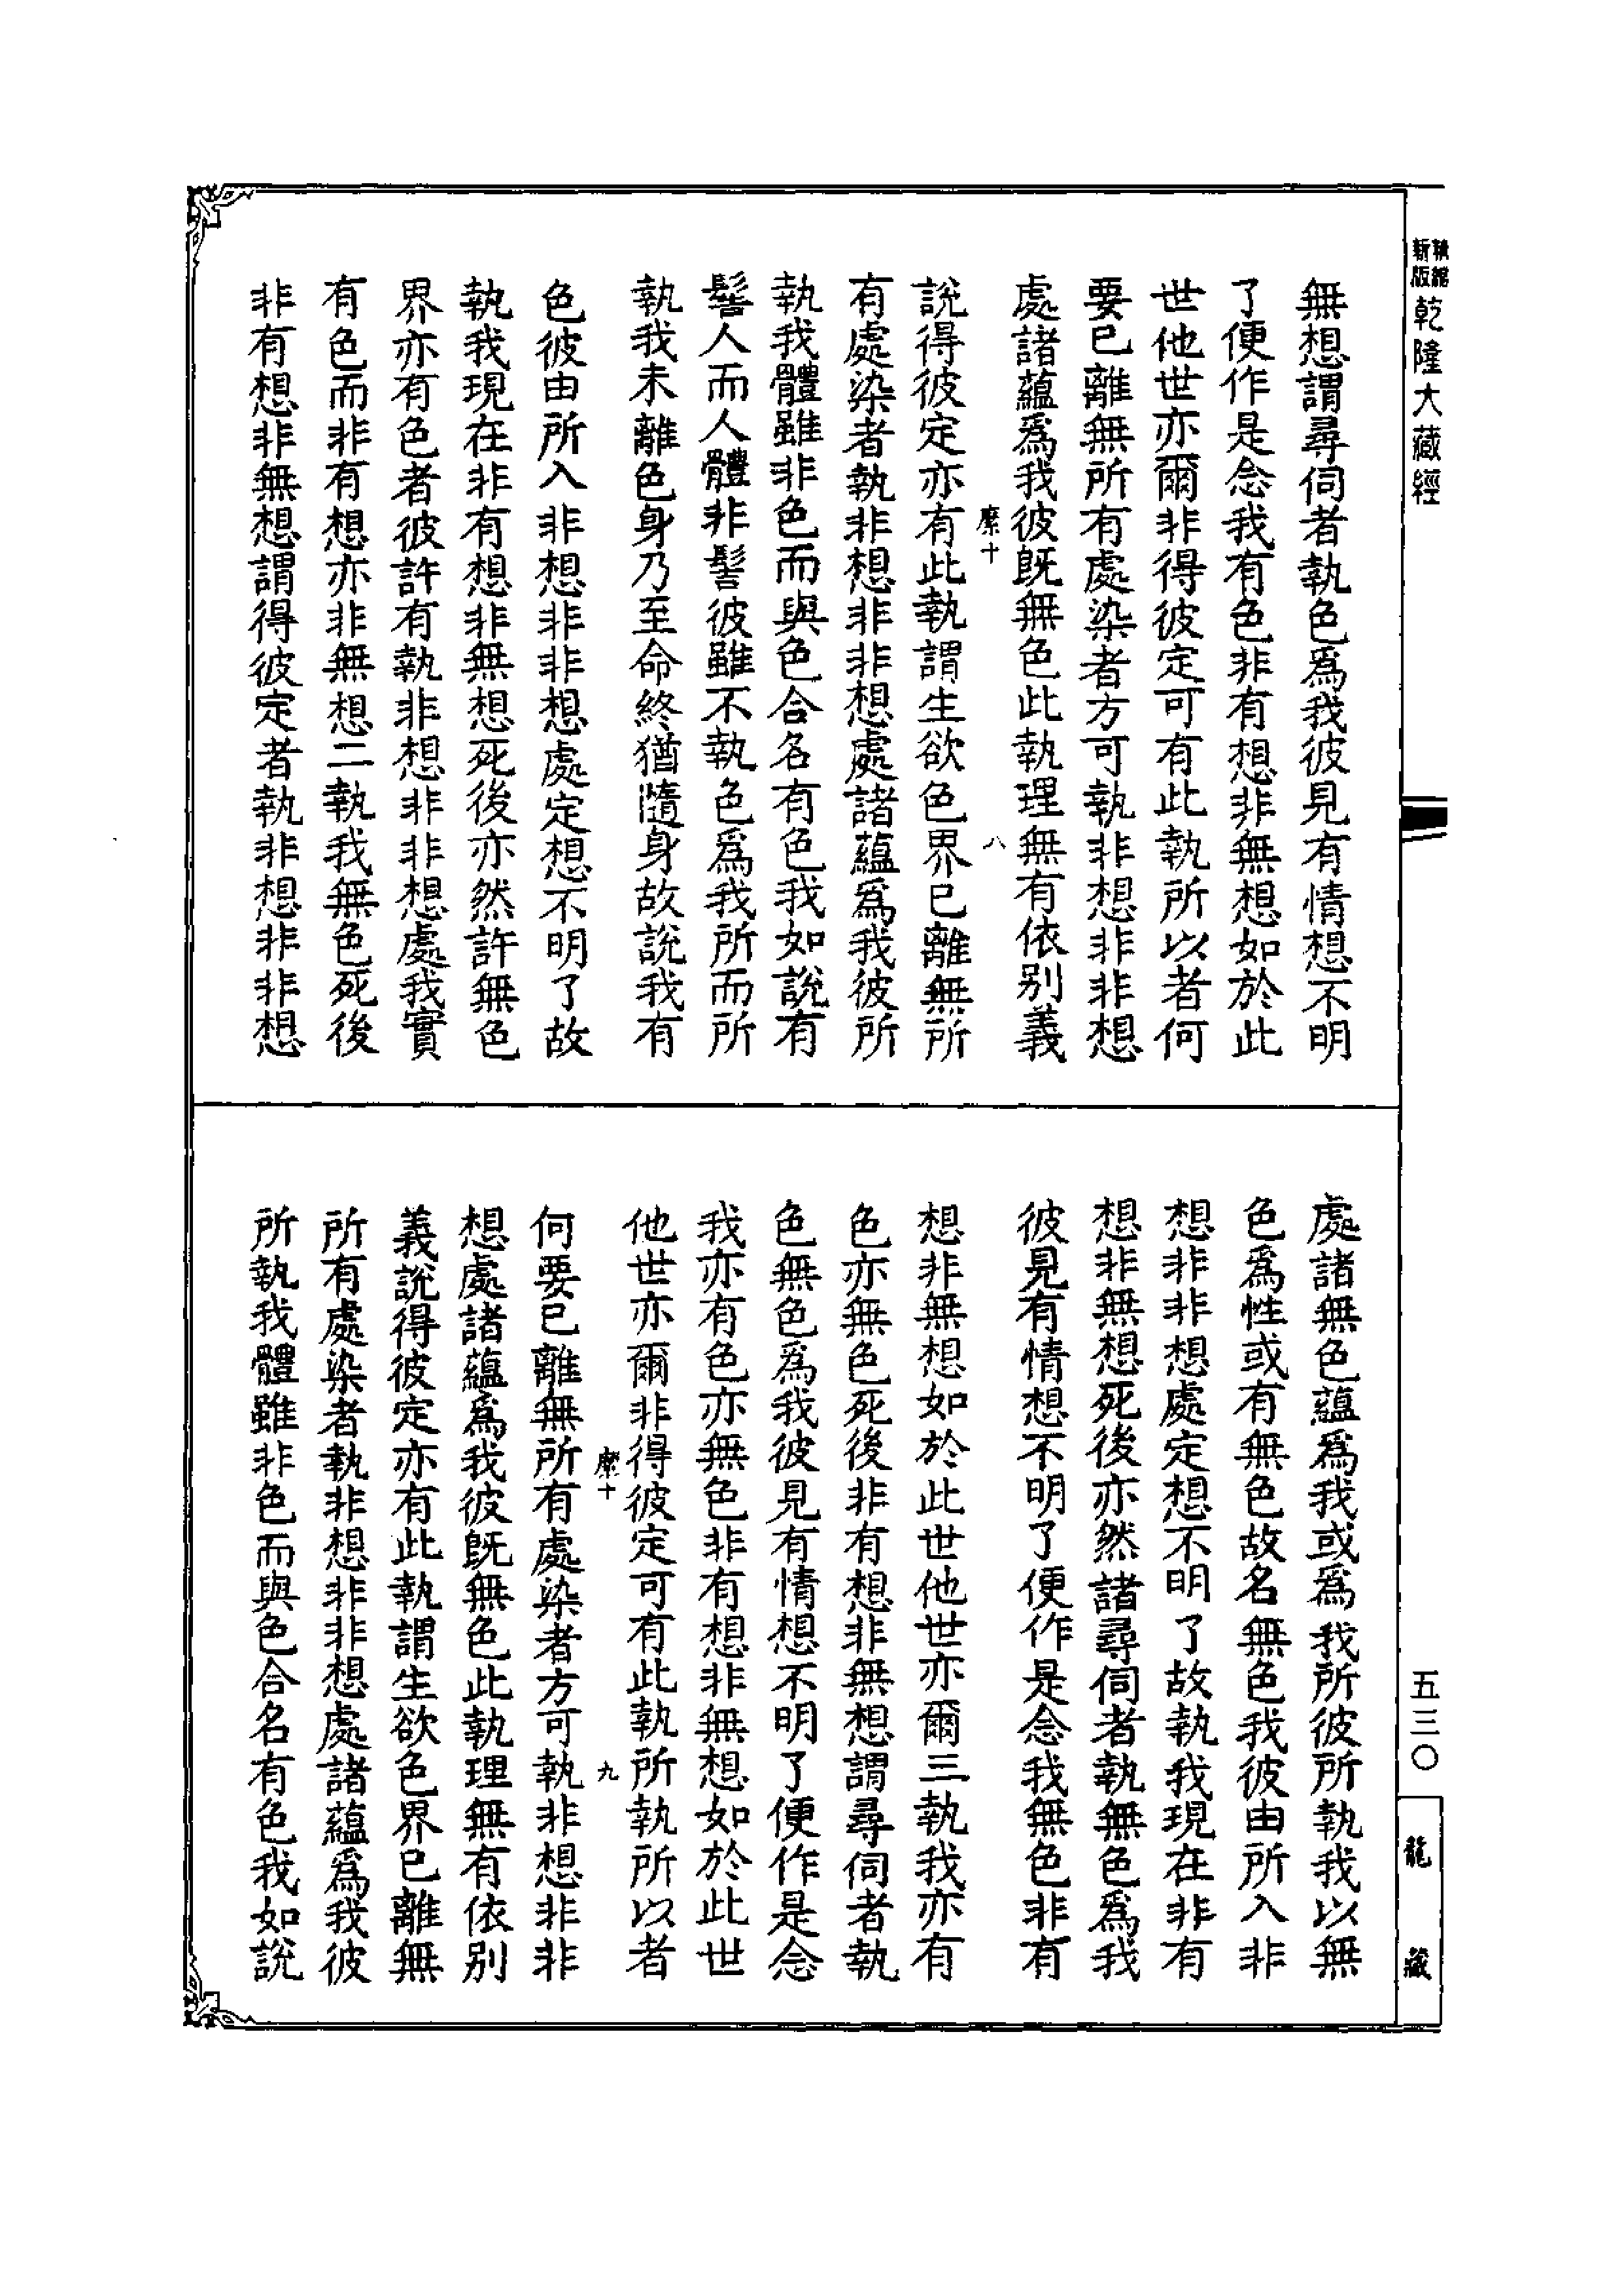 新版
乾隆大藏經
無想謂尋伺者執色爲我彼見有情想不明
了便作是念我有色非有想非無想如於此
世他世亦爾非得彼定可有此執所以者何
要已離無所有處染者方可執非想非非想
處諸蘊爲我彼既無色此執理無有依别義
縻十
八
說得彼定亦有此執謂生欲色界已離無所
有處染者執非想非非想處諸蘊爲我彼所
執我體雖非色而與色合名有色我如說有
髻人而人體非髻彼雖不執色爲我所而所
執我未離色身乃至命終猶隨身故說我有
色彼由所入非想非非想處定想不明了故
執我現在非有想非無想死後亦然許無色
界亦有色者彼許有執非想非非想處我實
有色而非有想亦非無想二執我無色死後
非有想非無想謂得彼定者執非想非非想
處諸無色蘊爲我或爲我所彼所執我以無
色爲性或有無色故名無色我彼由所入非
想非非想處定想不明了故執我現在非有
想非無想死後亦然諸尋伺者執無色爲我
彼見有情想不明了便作是念我無色非有
想非無想如於此世他世亦爾三執我亦有
色亦無色死後非有想非無想謂尋伺者執
色無色爲我彼見有情想不明了便作是念
我亦有色亦無色非有想非無想如於此世
他世亦爾非得彼定可有此執所以者
縻十
九
何要已離無所有處染者方可執非想非非
想處諸蘊爲我彼既無色此執理無有依别
義說得彼定亦有此執謂生欲色界已離無
所有處染者執非想非非想處諸蘊爲我彼
所執我體雖非色而與色合名有色我如說
五三〇
龍藏